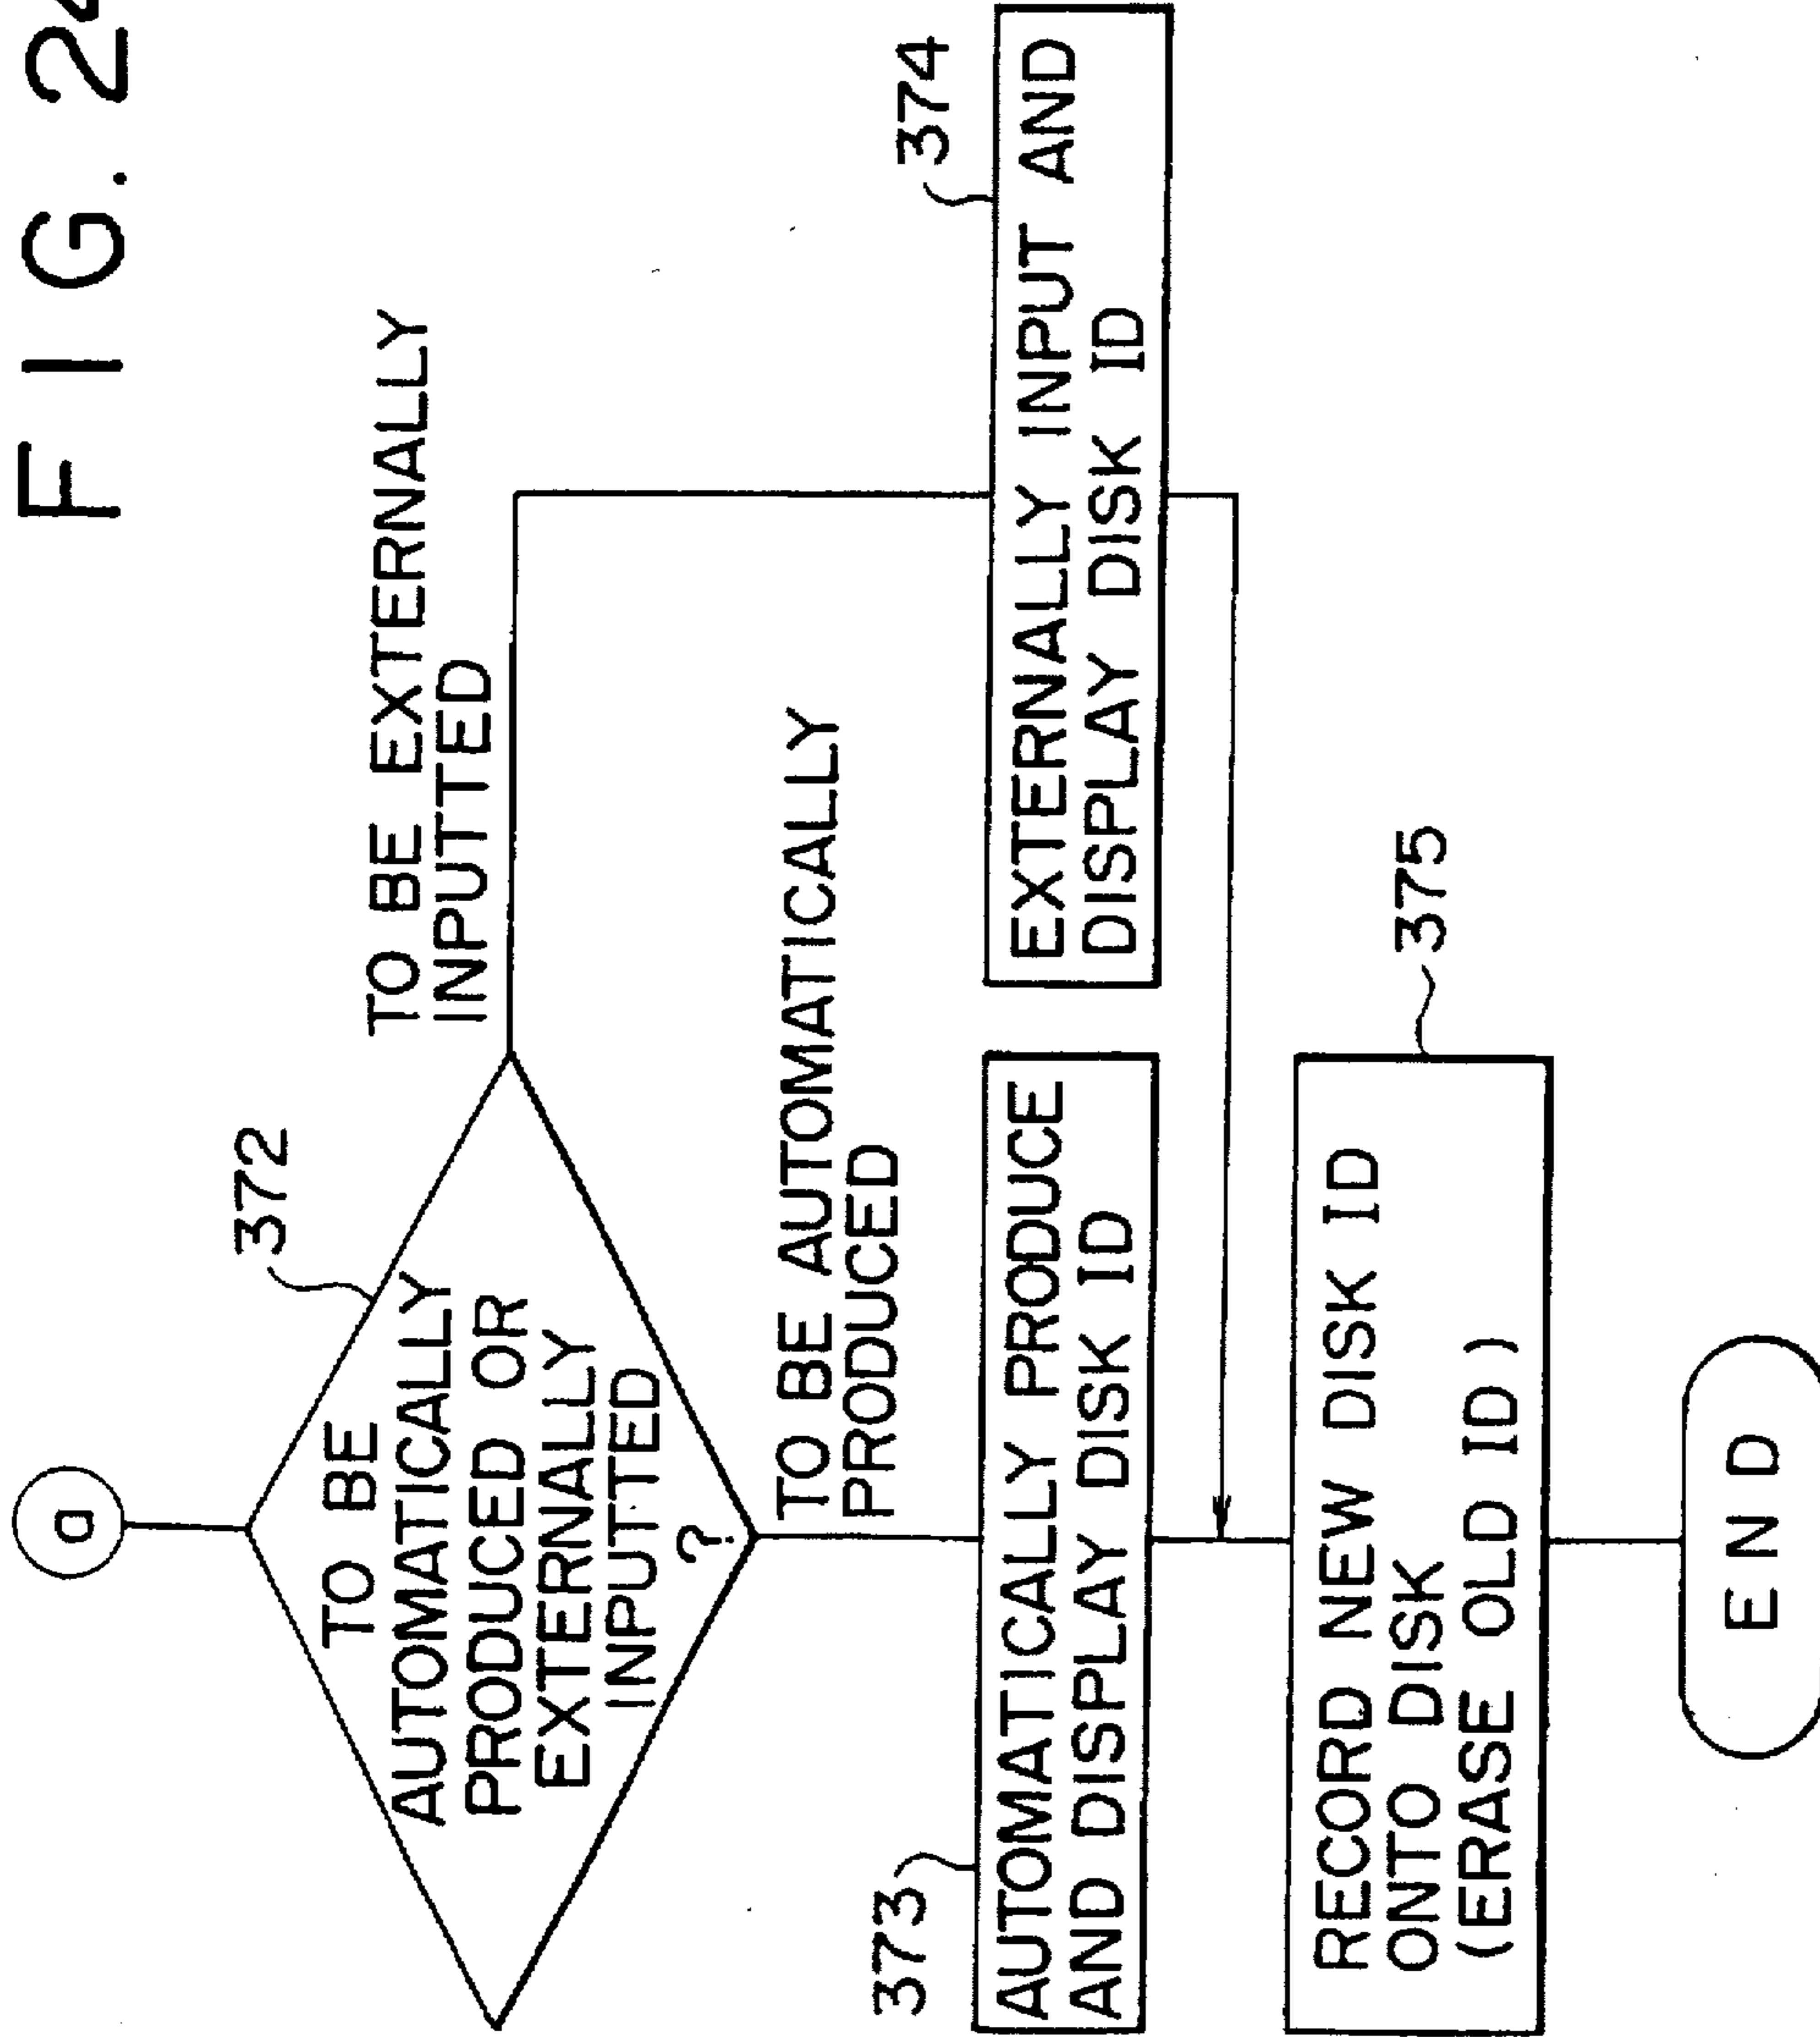 FIG. 24
a
372
TO BE
AUTOMATICALLY
PRODUCED OR
EXTERNALLY
INPUTTED
?
TO BE EXTERNALLY
INPUTTED
TO BE AUTOMATICALLY
PRODUCED
373
AUTOMATICALLY PRODUCE
AND DISPLAY DISK ID
374
EXTERNALLY INPUT AND
DISPLAY DISK ID
375
RECORD NEW DISK ID
ONTO DISK
(ERASE OLD ID)
END